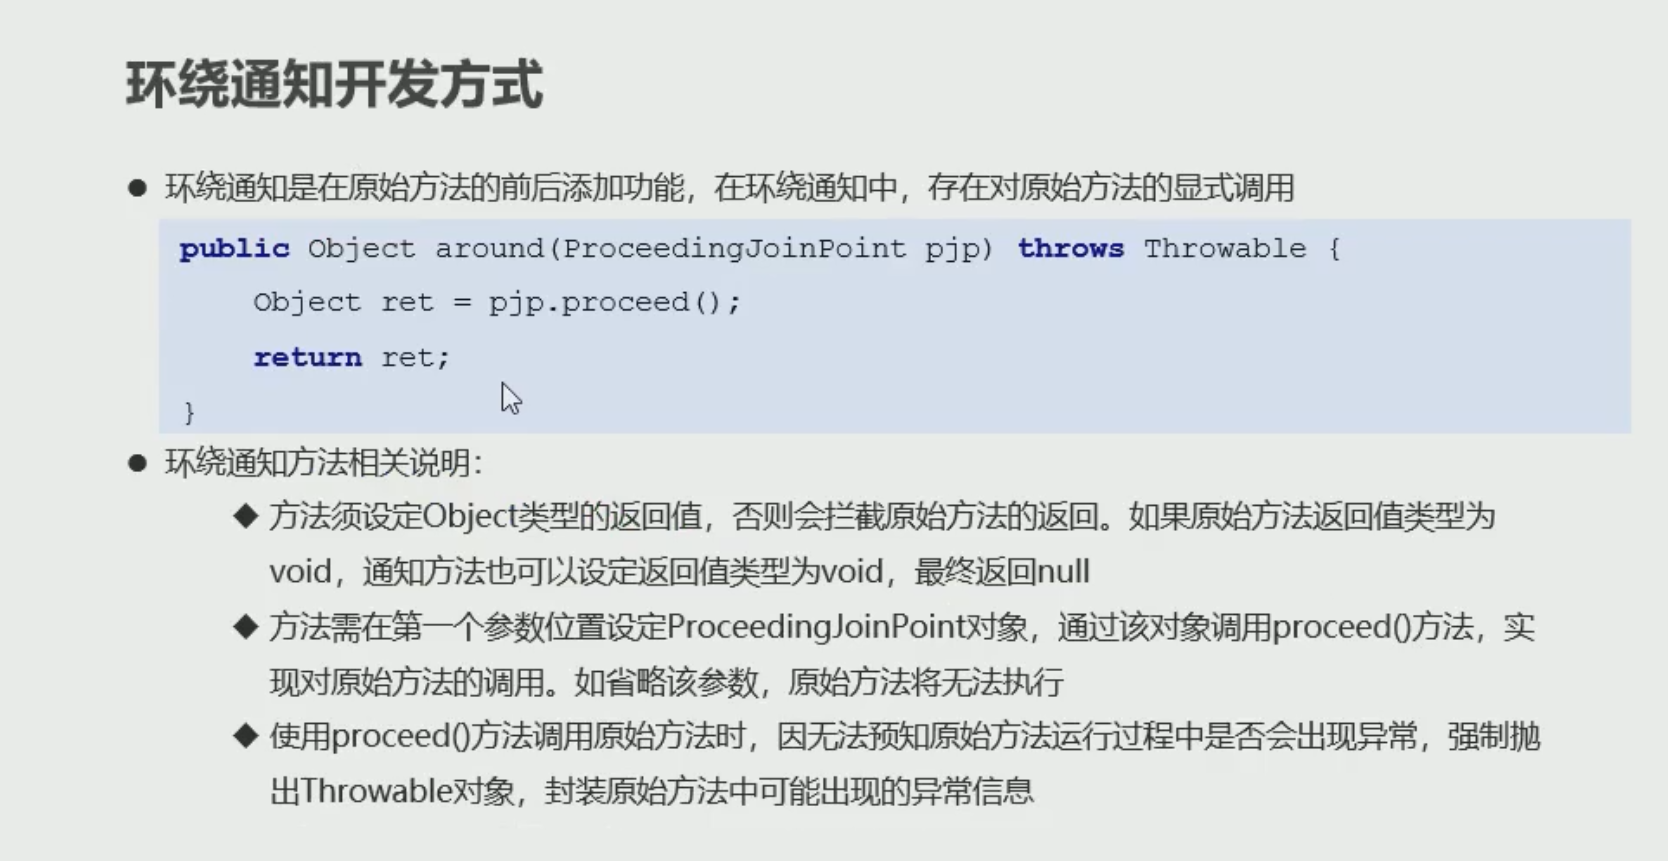 环绕通知开发方式
● 环绕通知是在原始方法的前后添加功能，在环绕通知中，存在对原始方法的显式调用
public Object around(ProceedingJoinPoint pjp) throws Throwable {
    Object ret = pjp.proceed();
    return ret;
}
● 环绕通知方法相关说明：
◆ 方法须设定Object类型的返回值，否则会拦截原始方法的返回。如果原始方法返回值类型为
void，通知方法也可以设定返回值类型为void，最终返回null
◆ 方法需在第一个参数位置设定ProceedingJoinPoint对象，通过该对象调用proceed()方法，实
现对原始方法的调用。如省略该参数，原始方法将无法执行
◆ 使用proceed()方法调用原始方法时，因无法预知原始方法运行过程中是否会出现异常，强制抛
出Throwable对象，封装原始方法中可能出现的异常信息